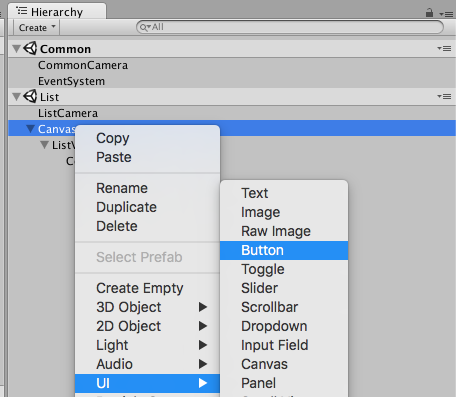 Hierarchy
Create
All
Common
CommonCamera
EventSystem
List
ListCamera
Canvas
Copy
Paste
Rename
Duplicate
Delete
Select Prefab
Create Empty
3D Object
2D Object
Light
Audio
UI
Text
Image
Raw Image
Button
Toggle
Slider
Scrollbar
Dropdown
Input Field
Canvas
Panel